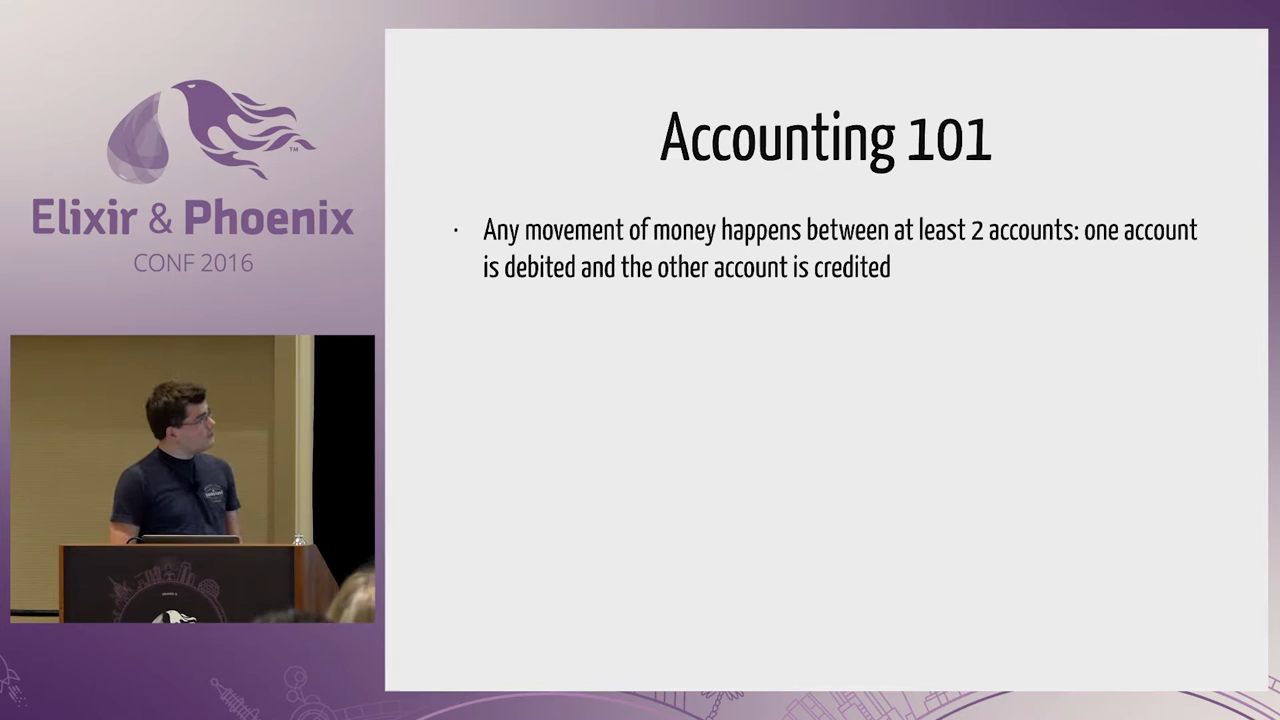 Elixir & Phoenix
CONF 2016
TM
Accounting 101
· Any movement of money happens between at least 2 accounts: one account
is debited and the other account is credited